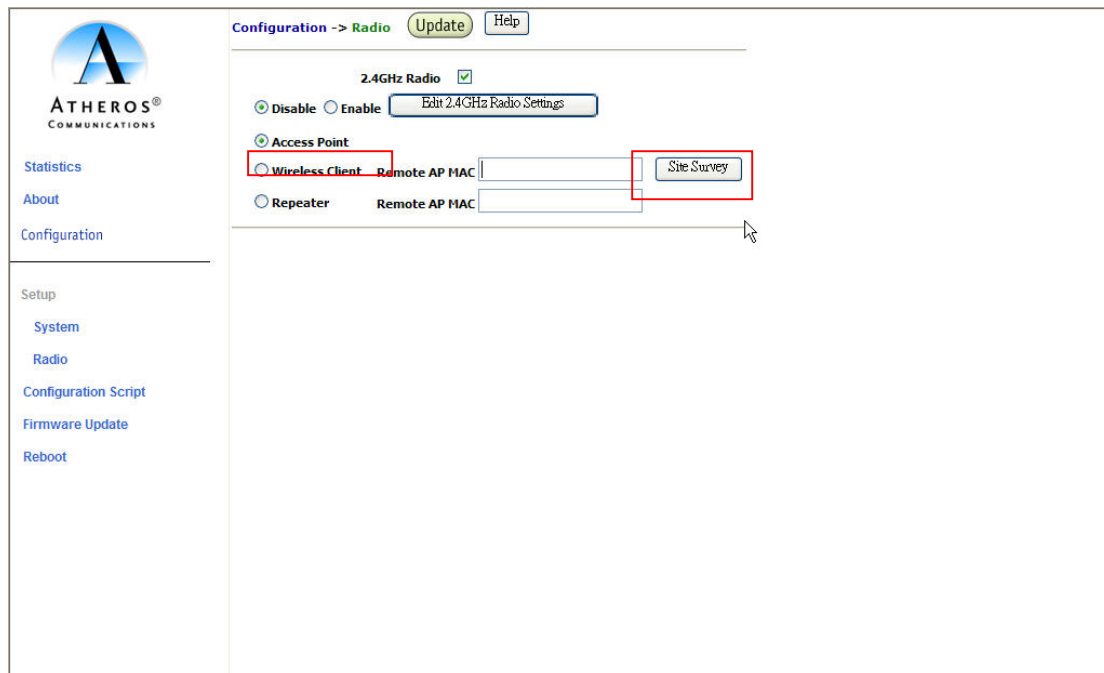 ATHEROS®
COMMUNICATIONS
Statistics
About
Configuration
Setup
System
Radio
Configuration Script
Firmware Update
Reboot
Configuration -> Radio Update Help
2.4GHz Radio
Disable Enable Edit 2.4GHz Radio Settings
Access Point
Wireless Client Remote AP MAC Site Survey
Repeater Remote AP MAC